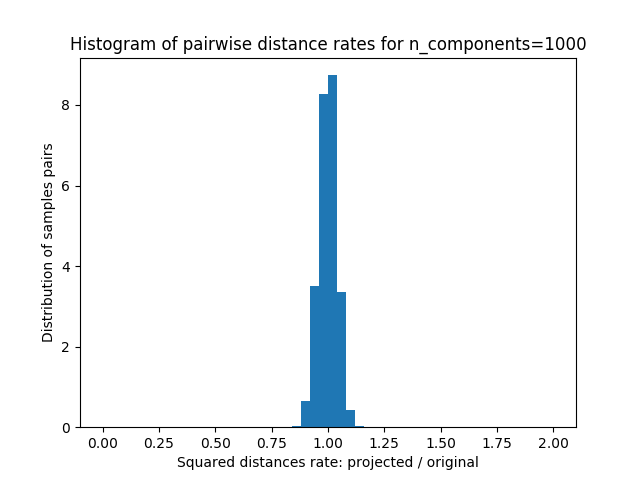 Histogram of pairwise distance rates for n_components=1000
8
6
4
2
0
Distribution of samples pairs
0.00 0.25 0.50 0.75 1.00 1.25 1.50 1.75 2.00
Squared distances rate: projected / original